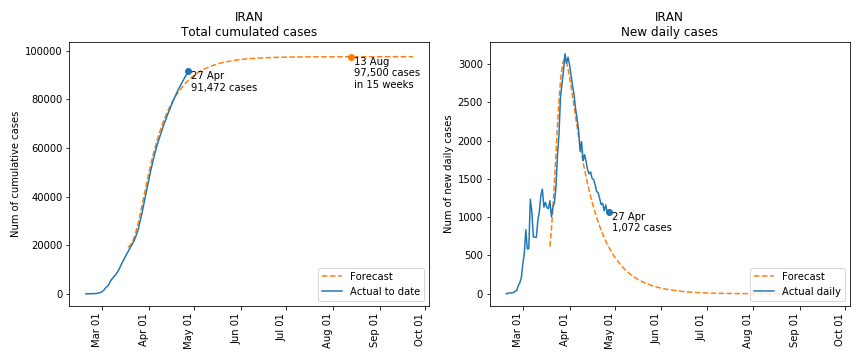 IRAN
Total cumulated cases
Num of cumulative cases
100000
80000
60000
40000
20000
0
27 Apr
91,472 cases
13 Aug
97,500 cases
in 15 weeks
Forecast
Actual to date
Mar 01
Apr 01
May 01
Jun 01
Jul 01
Aug 01
Sep 01
Oct 01
IRAN
New daily cases
Num of new daily cases
3000
2500
2000
1500
1000
500
0
27 Apr
1,072 cases
Forecast
Actual daily
Mar 01
Apr 01
May 01
Jun 01
Jul 01
Aug 01
Sep 01
Oct 01